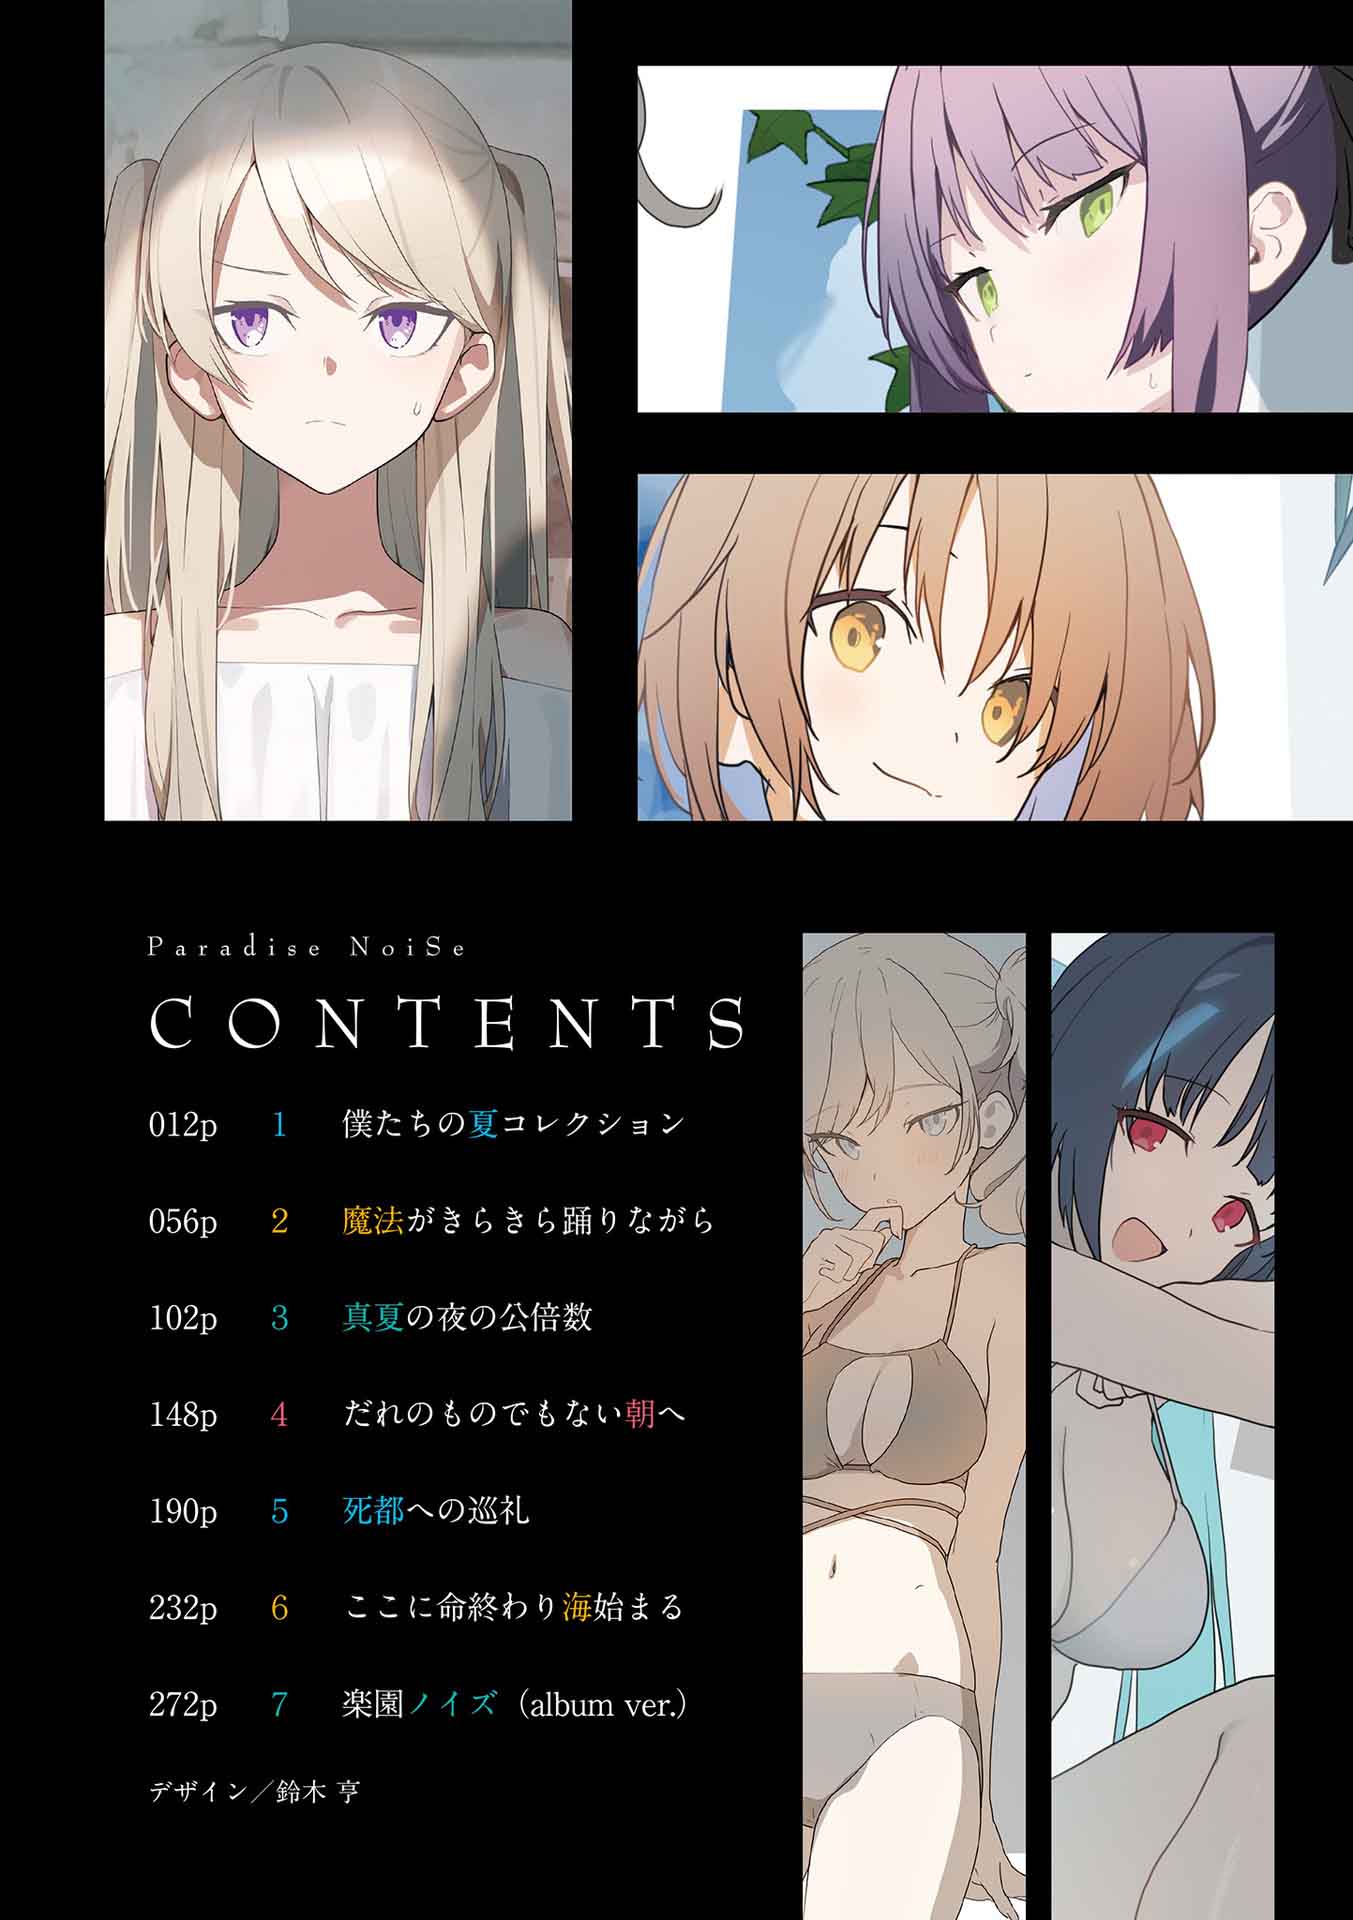 Paradise NoiSe
CONTENTS
012p 1 僕たちの夏コレクション
056p 2 魔法がきらきら踊りながら
102p 3 真夏の夜の公倍数
148p 4 だれのものでもない朝へ
190p 5 死都への巡礼
232p 6 ここに命終わり海始まる
272p 7 楽園ノイズ（album ver.）
デザイン／鈴木 亨